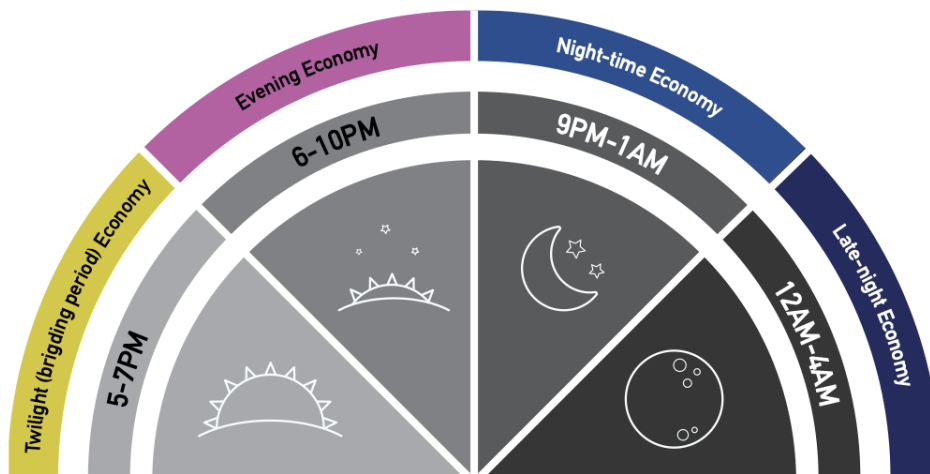 Twilight (brigding period) Economy
5-7PM
Evening Economy
6-10PM
Night-time Economy
9PM-1AM
Late-night Economy
12AM-4AM